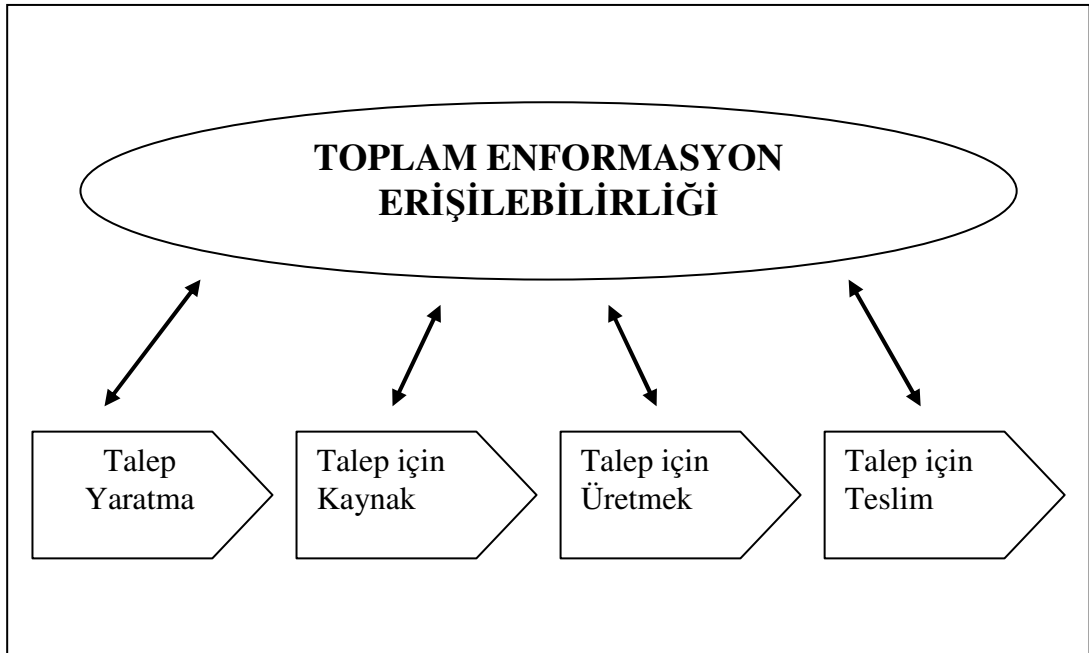 TOPLAM ENFORMASYON
ERİŞİLEBİLİRLİĞİ
Talep
Yaratma
Talep için
Kaynak
Talep için
Üretmek
Talep için
Teslim